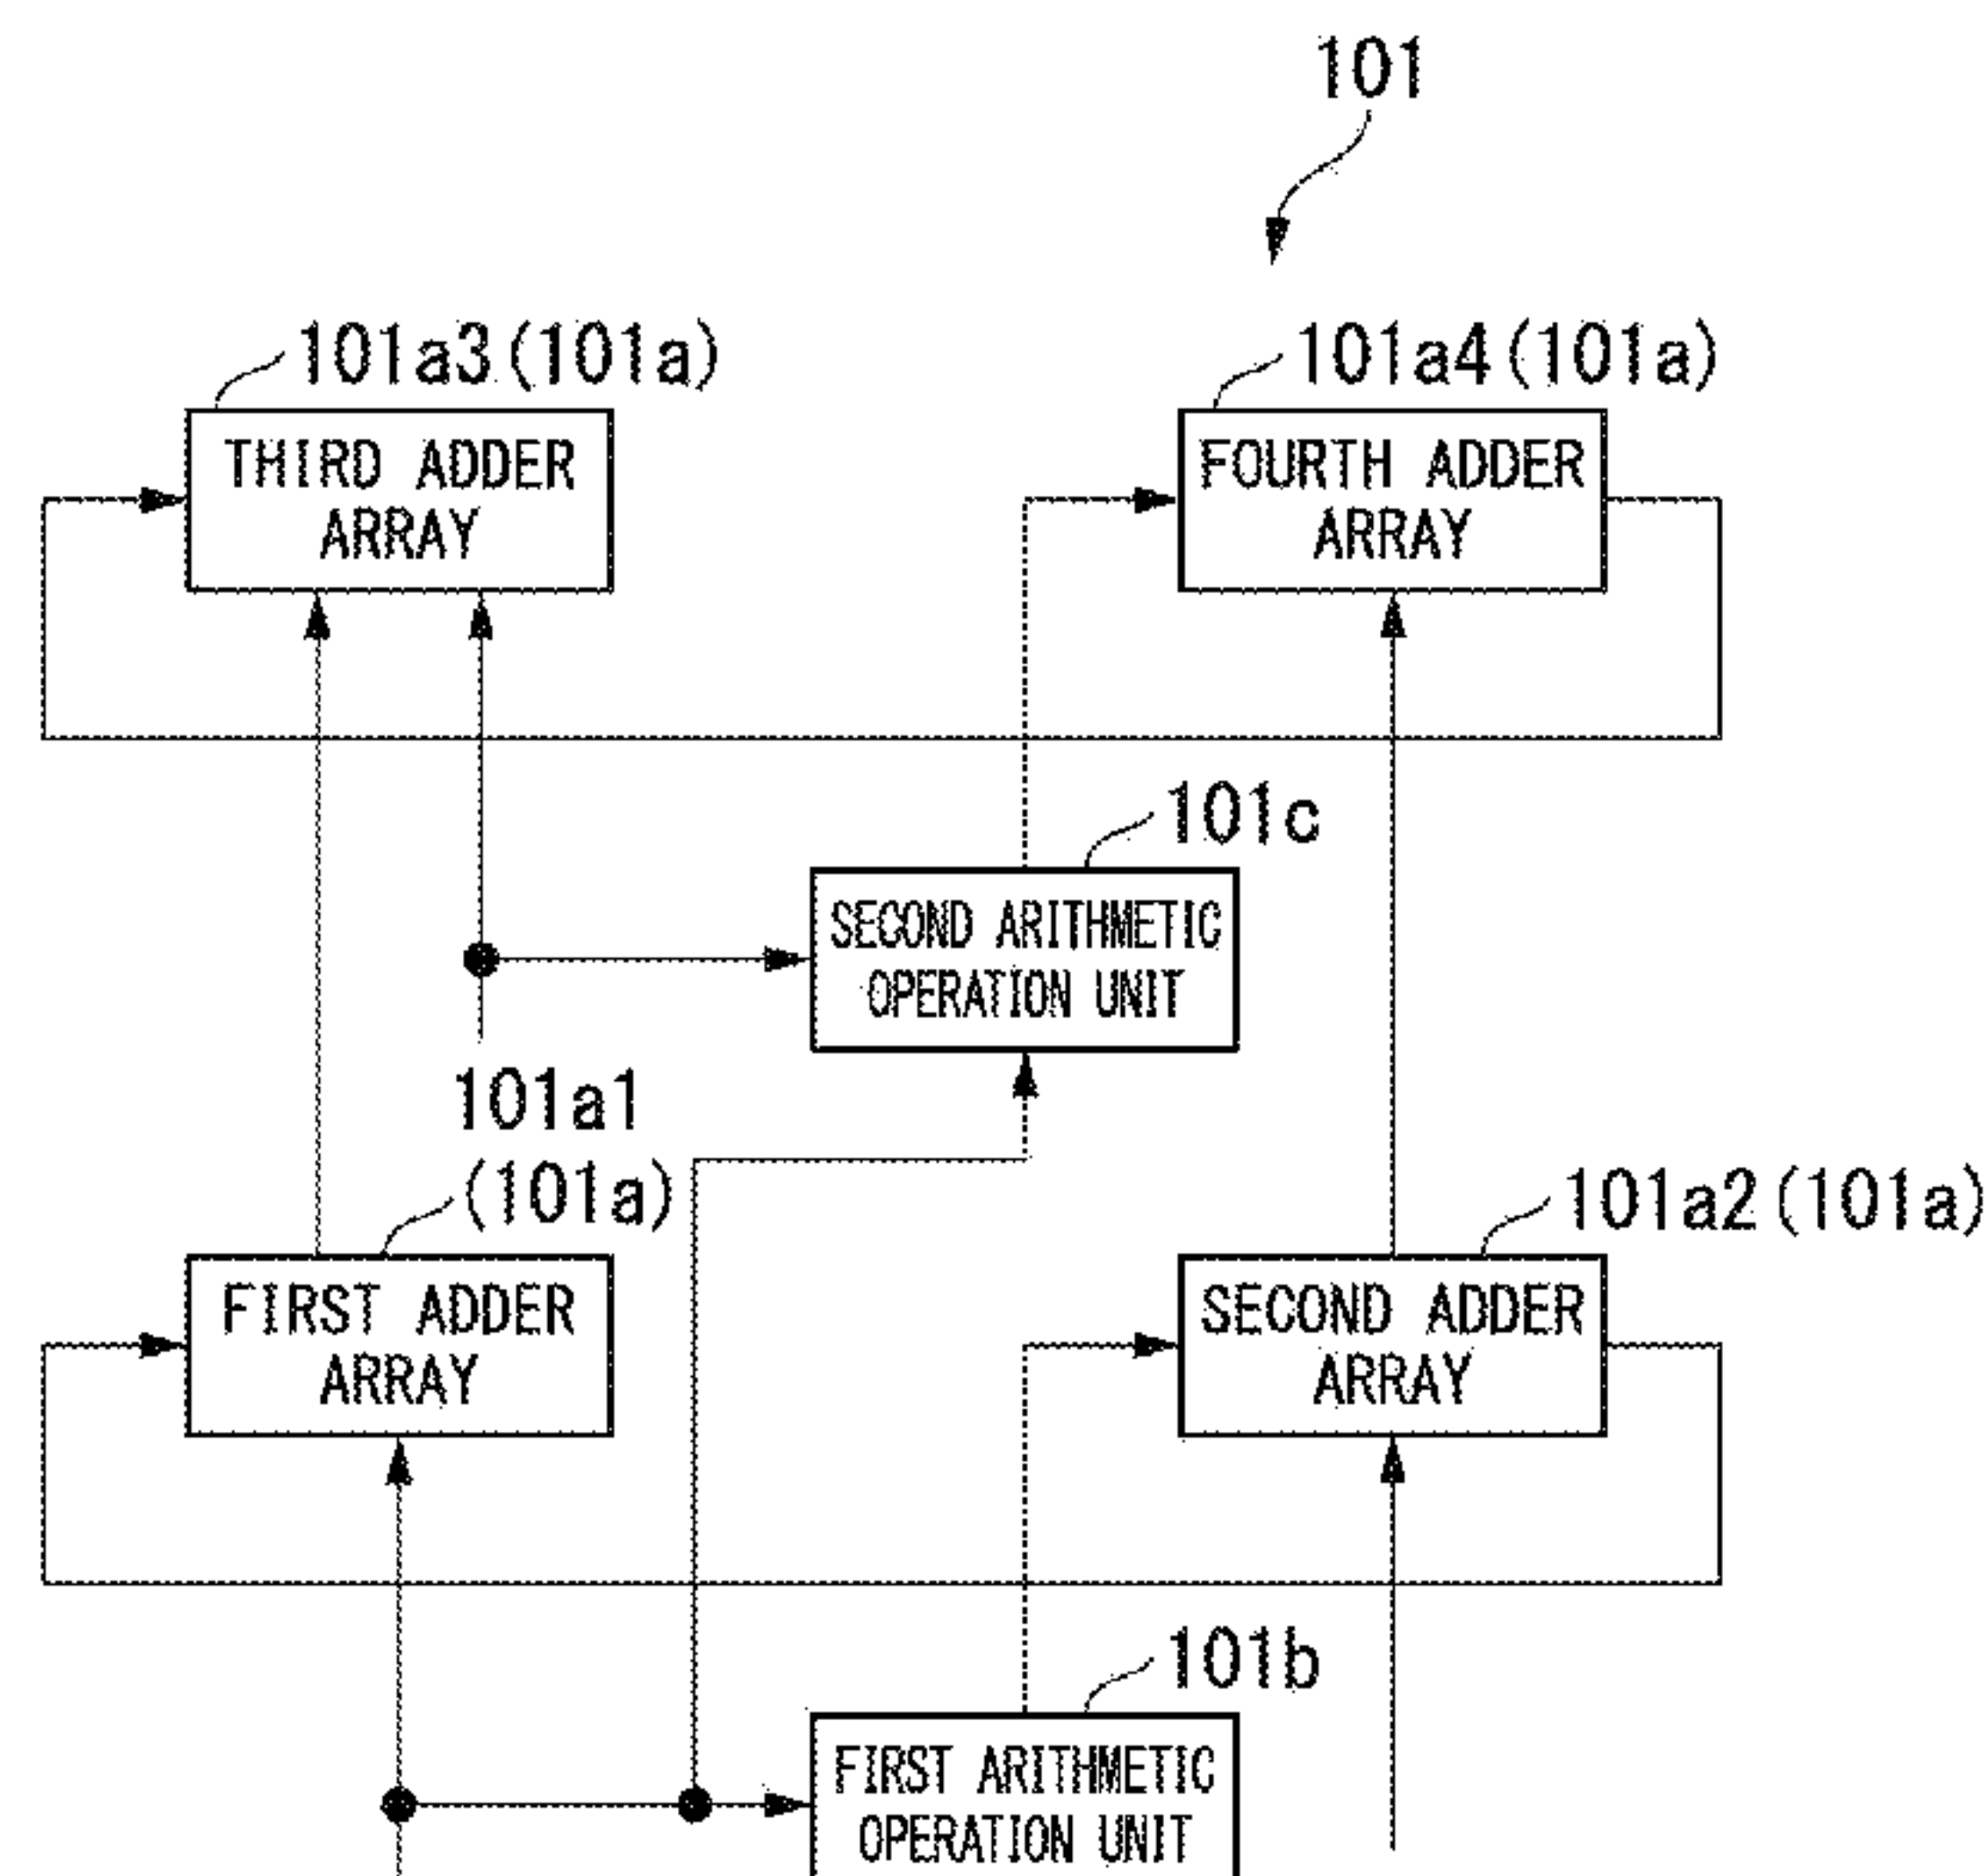 101
101a3(101a)
101a4(101a)
THIRD ADDER
ARRAY
FOURTH ADDER
ARRAY
101c
SECOND ARITHMETIC
OPERATION UNIT
101a1
(101a)
101a2(101a)
FIRST ADDER
ARRAY
SECOND ADDER
ARRAY
101b
FIRST ARITHMETIC
OPERATION UNIT